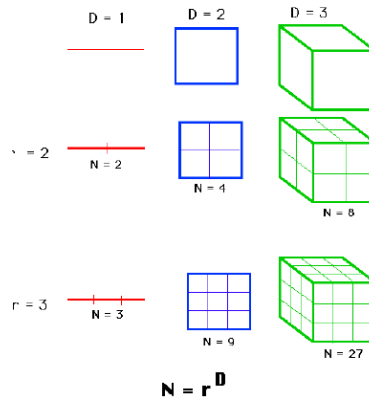 D = 1
D = 2
D = 3
= 2
N = 2
N = 4
N = 8
r = 3
N = 3
N = 9
N = 27
N = r^D